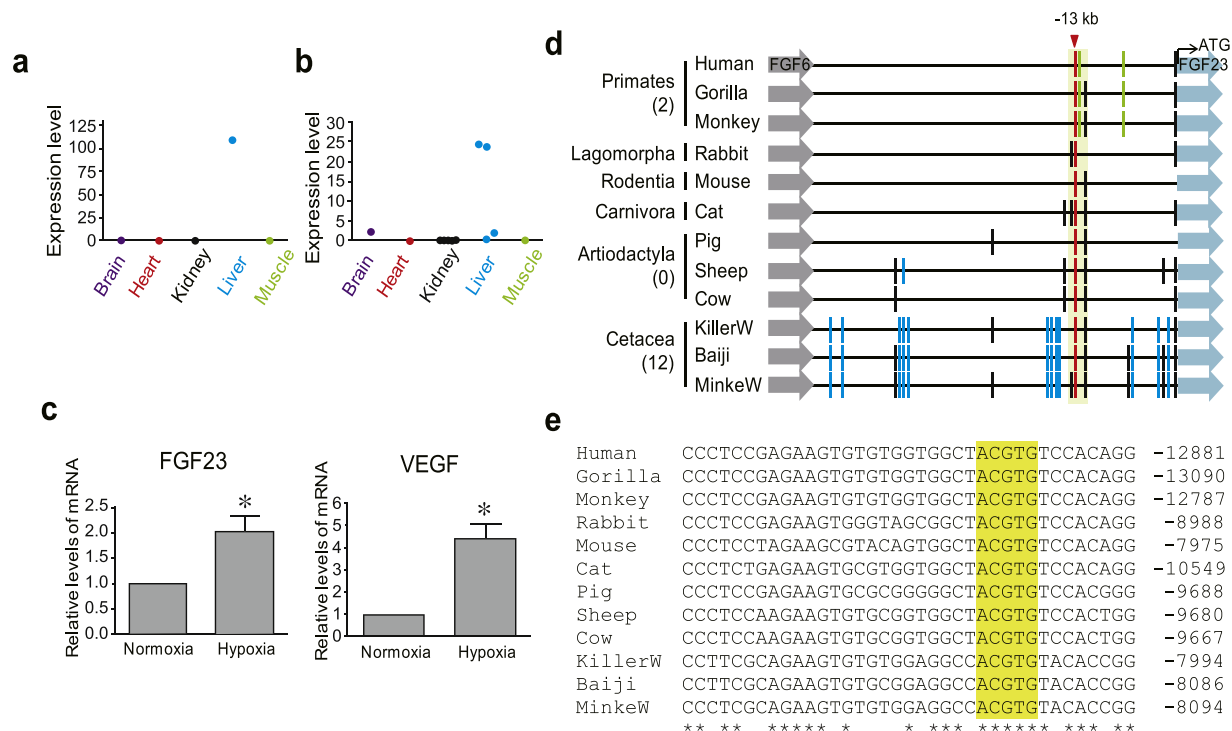 a
Expression level
125
100
75
50
25
0
Brain
Heart
Kidney
Liver
Muscle
b
Expression level
30
25
20
15
10
5
0
Brain
Heart
Kidney
Liver
Muscle
c
FGF23
Relative levels of mRNA
2.5
2.0
1.5
1.0
0.5
0.0
*
Normoxia Hypoxia
VEGF
Relative levels of mRNA
6
5
4
3
2
1
0
*
Normoxia Hypoxia
d
-13 kb
ATG
Primates
(2)
Human FGF6 FGF23
Gorilla
Monkey
Lagomorpha Rabbit
Rodentia Mouse
Carnivora Cat
Artiodactyla
(0)
Pig
Sheep
Cow
Cetacea
(12)
KillerW
Baiji
MinkeW
e
Human CCCTCCGAGAAGTGTGTGGTGGCTACGTGTCCACAGG -12881
Gorilla CCCTCCGAGAAGTGTGTGGTGGCTACGTGTCCACAGG -13090
Monkey CCCTCCGAGAAGTGTGTGGTGGCTACGTGTCCACAGG -12787
Rabbit CCCTCCGAGAAGTGGGTAGCGGCTACGTGTCCACAGG -8988
Mouse CCCTCCTAGAAGCGTACAGTGGCTACGTGTCCACAGG -7975
Cat CCCTCTGAGAAGTGCGTGGTGGCTACGTGTCCACAGG -10549
Pig CCCTCCGAGAAGTGCGCGGGGGCTACGTGTCCACAGG -9688
Sheep CCCTCCAAGAAGTGTGCGGTGGCTACGTGTCCACTGG -9680
Cow CCCTCCAAGAAGTGTGCGGTGGCTACGTGTCCACTGG -9667
KillerW CCTTCGCAGAAGTGTGTGGAGGCCACGTGTACACCGG -7994
Baiji CCTTCGCAGAAGTGTGCGGAGGCCACGTGTACACCGG -8086
MinkeW CCCTCGCAGAAGTGTGTGGAGGCCACGTGTACACCGG -8094
** ** ***** * * *** ****** *** **